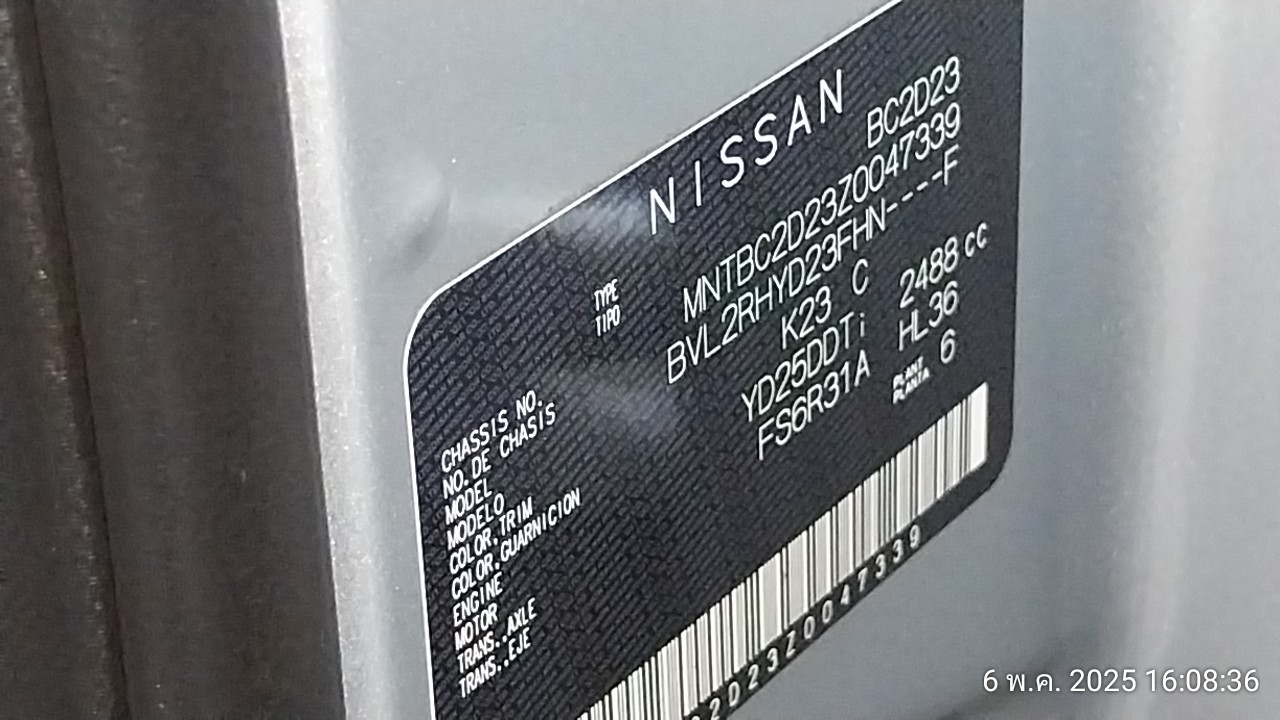 NISSAN
TYPE BC2D23
TIPO
CHASSIS NO. MNTBC2D23Z0047339
NO. DE CHASIS
MODEL BVL2RHYD23FHN----F
MODELO
COLOR,TRIM K23 C
COLOR,GUARNICION
ENGINE YD25DDTi 2488 cc
MOTOR
TRANS.,AXLE FS6R31A HL36
TRANS.,EJE
PLANT 6
PLANTA
2D23Z0047339
6 พ.ค. 2025 16:08:36